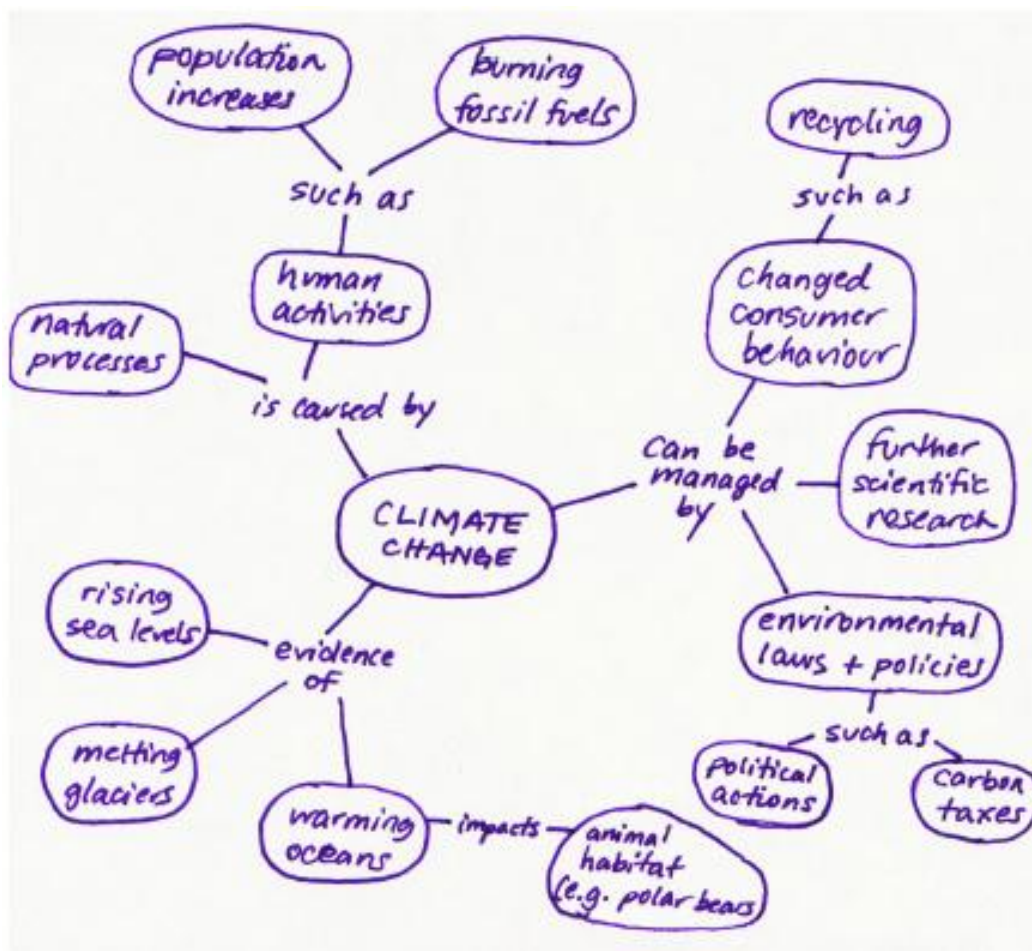 population
increases
burning
fossil fuels
recycling
such as
such as
human
activities
changed
consumer
behaviour
natural
processes
is caused by
can be
managed
by
further
scientific
research
CLIMATE
CHANGE
rising
sea levels
evidence
of
environmental
laws + policies
such as
melting
glaciers
political
actions
carbon
taxes
warming
oceans
impacts
animal
habitat
(e.g. polar bears